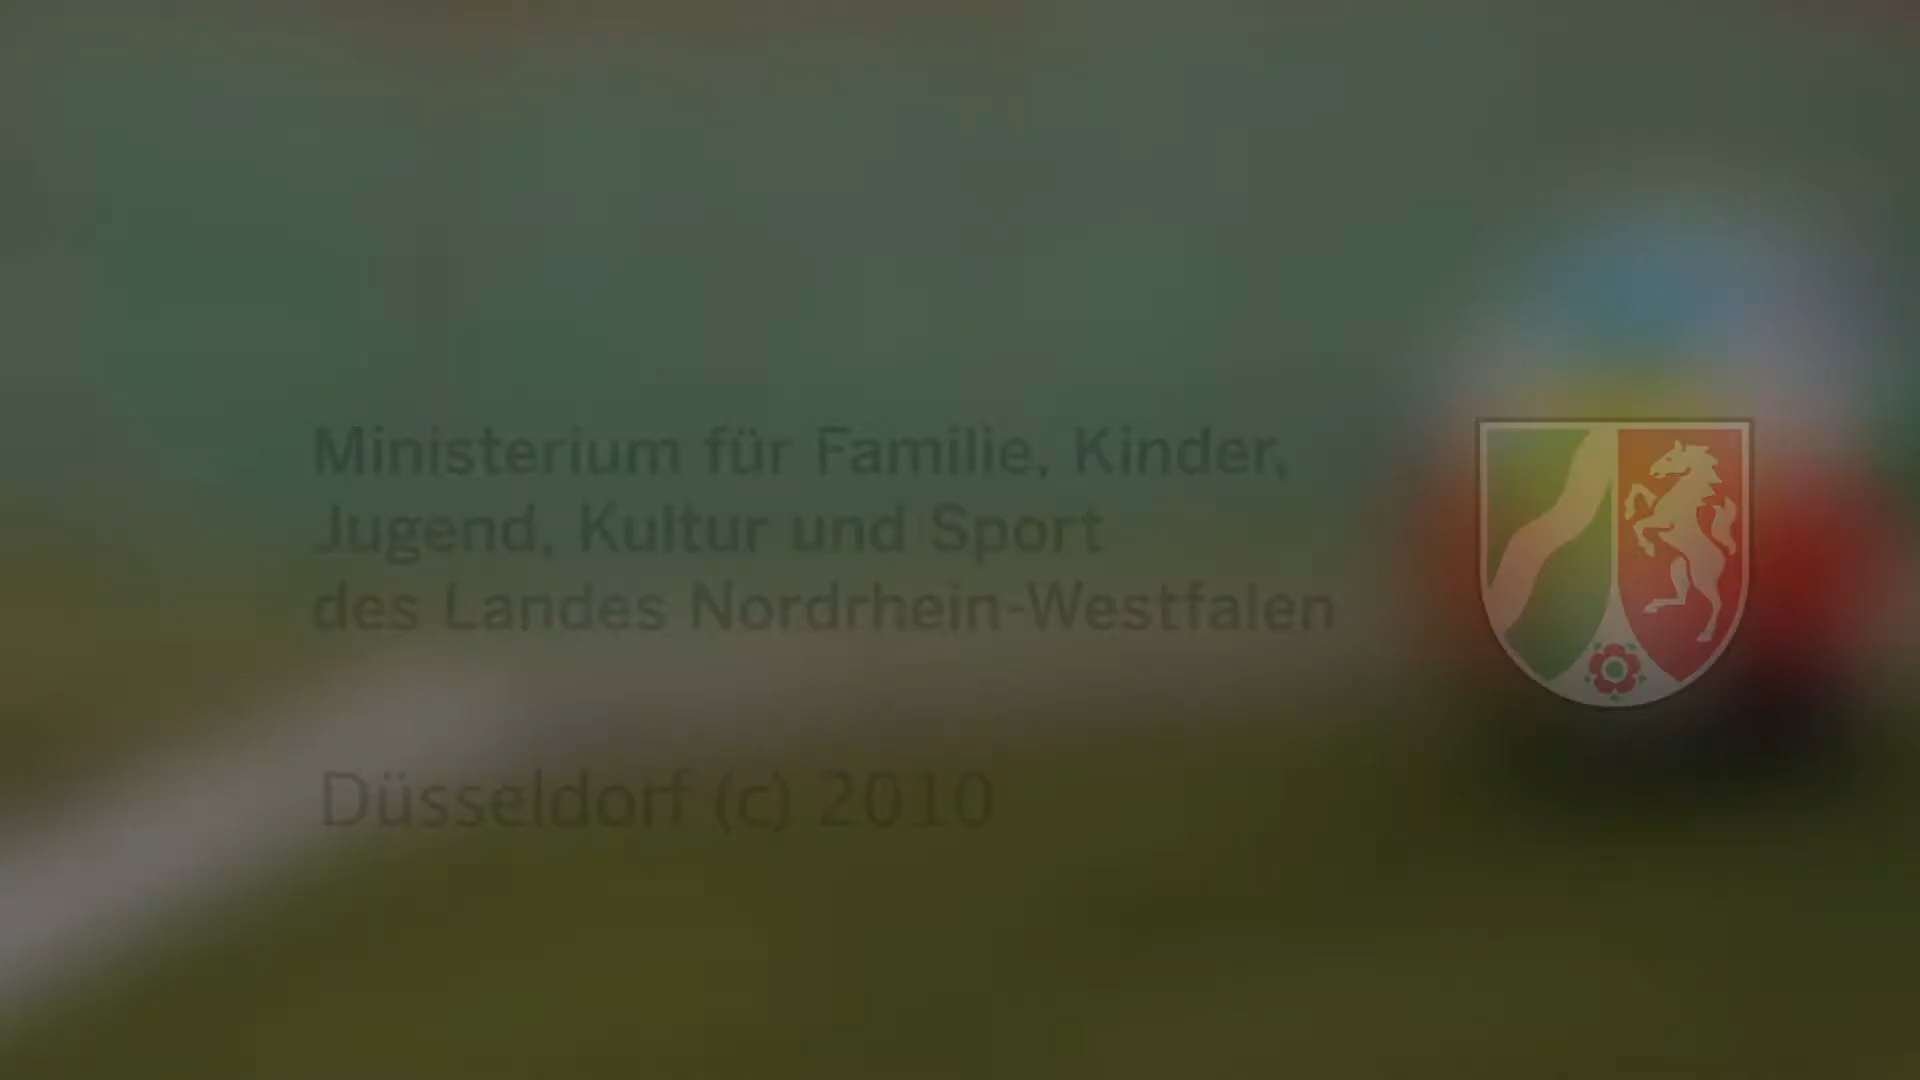 Ministerium für Familie, Kinder,
Jugend, Kultur und Sport
des Landes Nordrhein-Westfalen
Düsseldorf (c) 2010